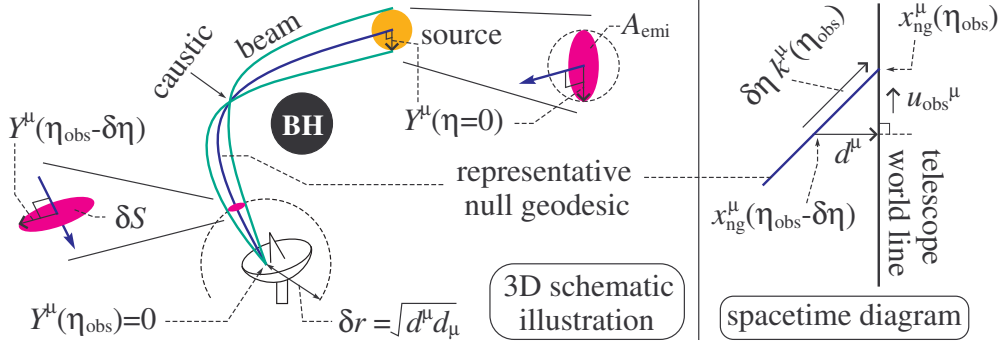 beam
caustic
source
A_emi
Y^μ(η=0)
BH
Y^μ(η_obs-δη)
δS
representative
null geodesic
Y^μ(η_obs)=0
δr = √(d^μ d_μ)
3D schematic
illustration
x_ng^μ(η_obs)
δη k^μ(η_obs)
u_obs^μ
d^μ
x_ng^μ(η_obs-δη)
telescope
world line
spacetime diagram